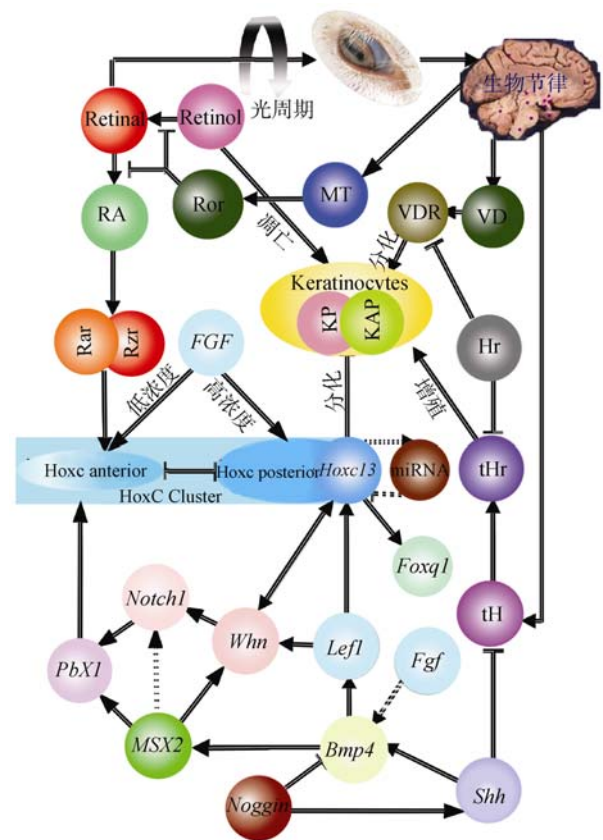 光周期
生物节律
Retinal
Retinol
RA
Ror
MT
VDR
VD
凋亡
分化
Keratinocytes
KP
KAP
Rar
Rzr
FGF
Hr
低浓度
高浓度
分化
增殖
Hoxc anterior
Hoxc posterior
Hoxc13
miRNA
tHr
HoxC Cluster
Foxq1
Notch1
Whn
Lef1
Fgf
tH
PbX1
MSX2
Bmp4
Shh
Noggin